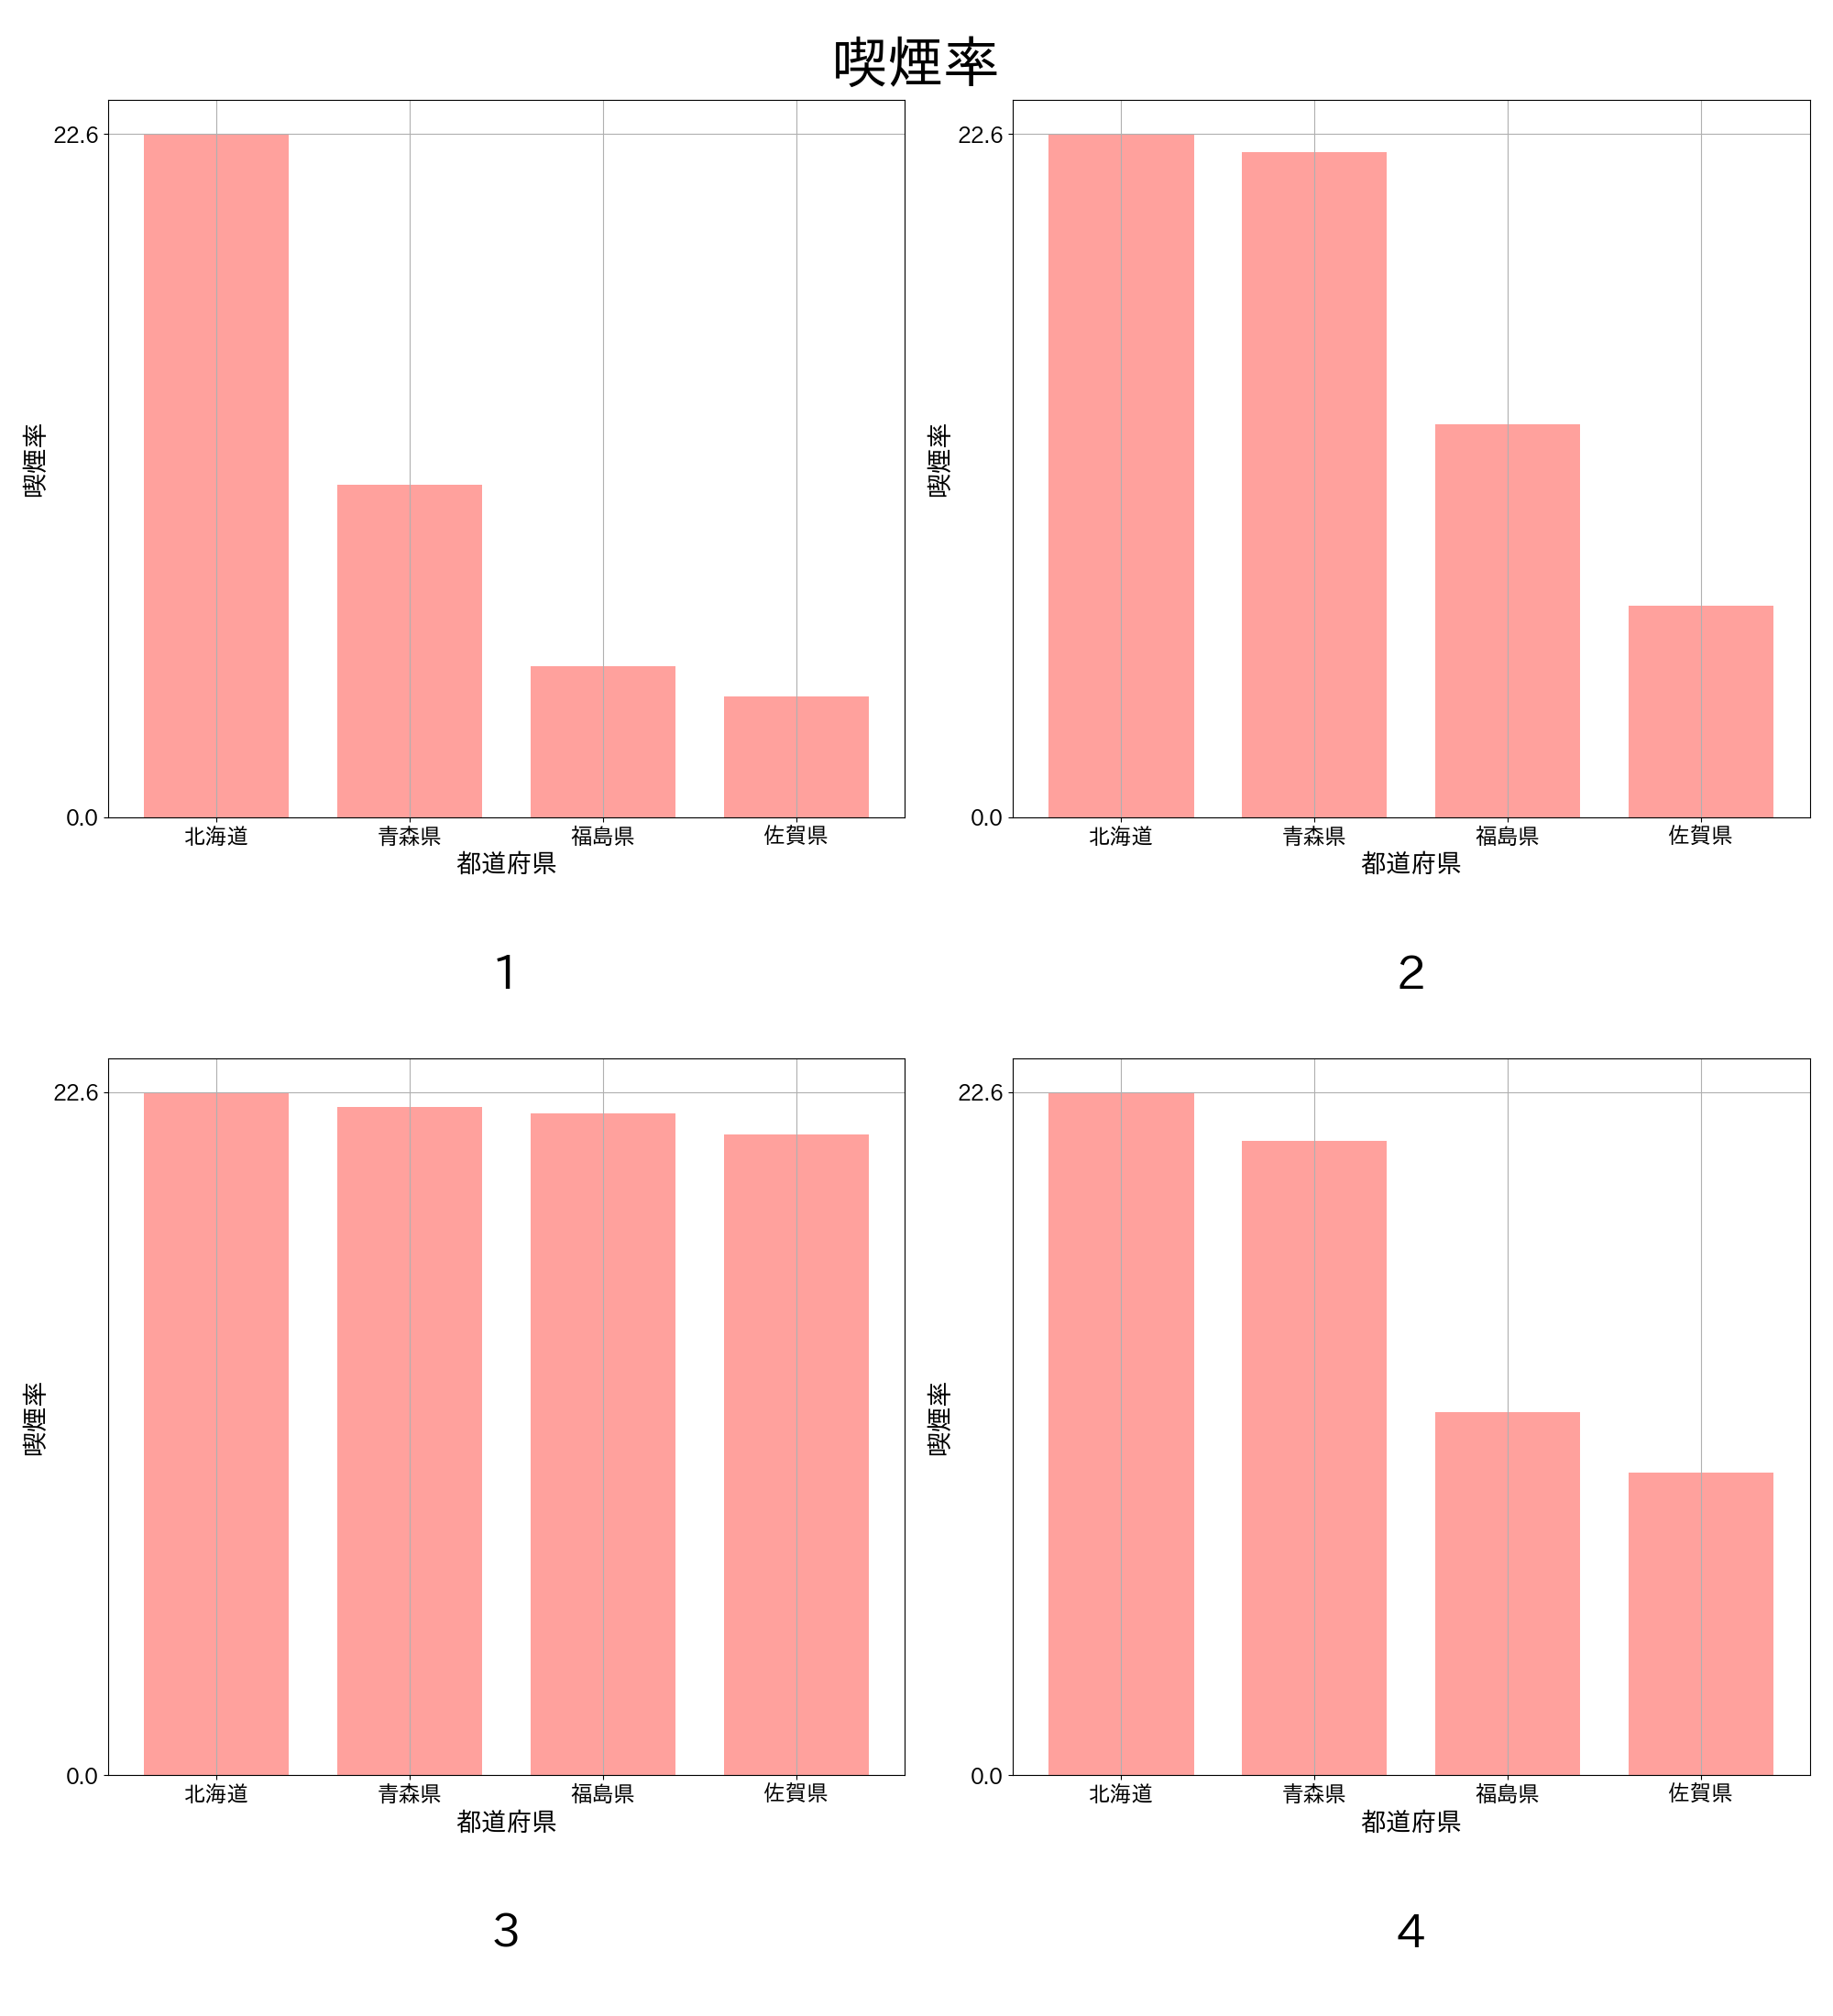 喫煙率
22.6
0.0
喫煙率
北海道 青森県 福島県 佐賀県
都道府県
1
22.6
0.0
喫煙率
北海道 青森県 福島県 佐賀県
都道府県
2
22.6
0.0
喫煙率
北海道 青森県 福島県 佐賀県
都道府県
3
22.6
0.0
喫煙率
北海道 青森県 福島県 佐賀県
都道府県
4